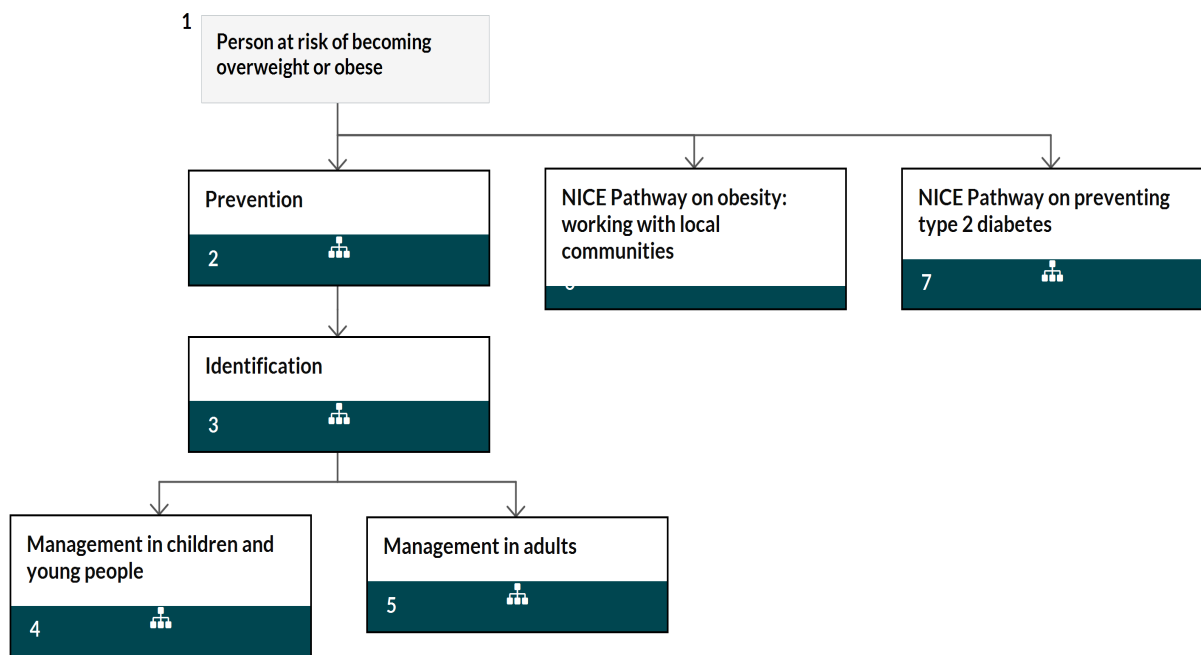 1
Person at risk of becoming
overweight or obese
Prevention
2
NICE Pathway on obesity:
working with local
communities
NICE Pathway on preventing
type 2 diabetes
7
Identification
3
Management in children and
young people
4
Management in adults
5